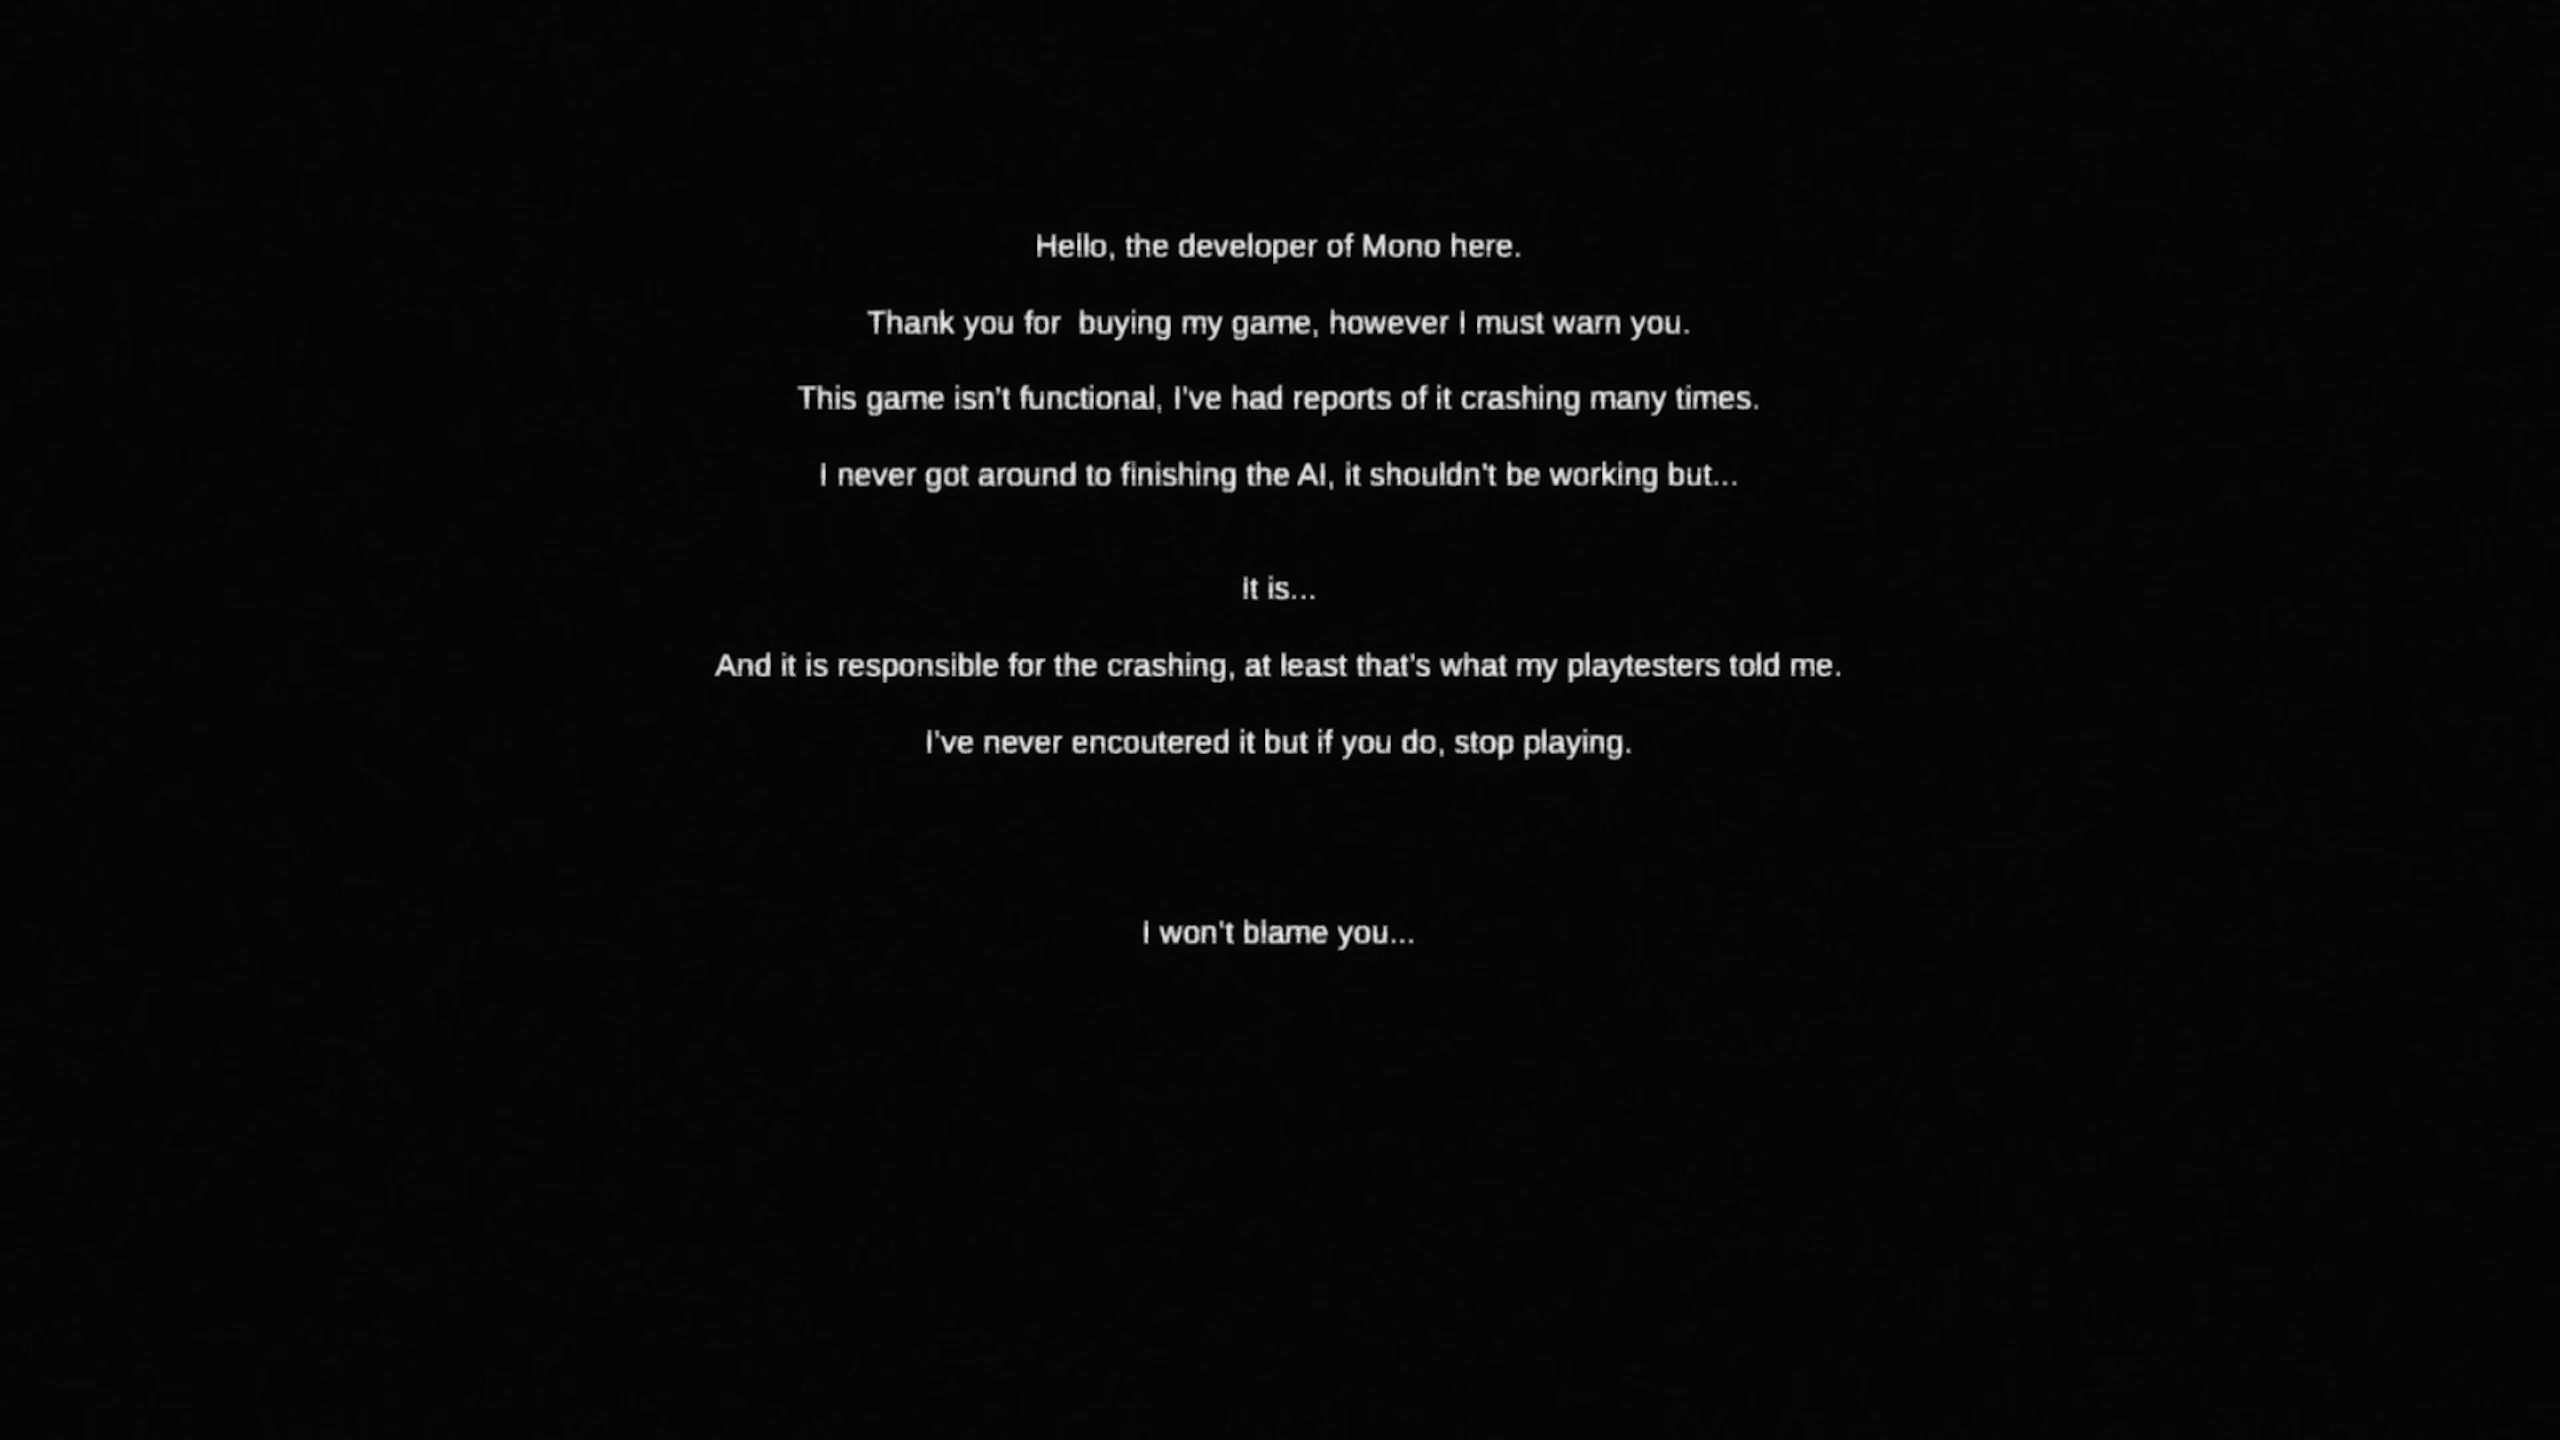 Hello, the developer of Mono here.
Thank you for  buying my game, however I must warn you.
This game isn't functional, I've had reports of it crashing many times.
I never got around to finishing the AI, it shouldn't be working but...
It is...
And it is responsible for the crashing, at least that's what my playtesters told me.
I've never encoutered it but if you do, stop playing.
I won't blame you...